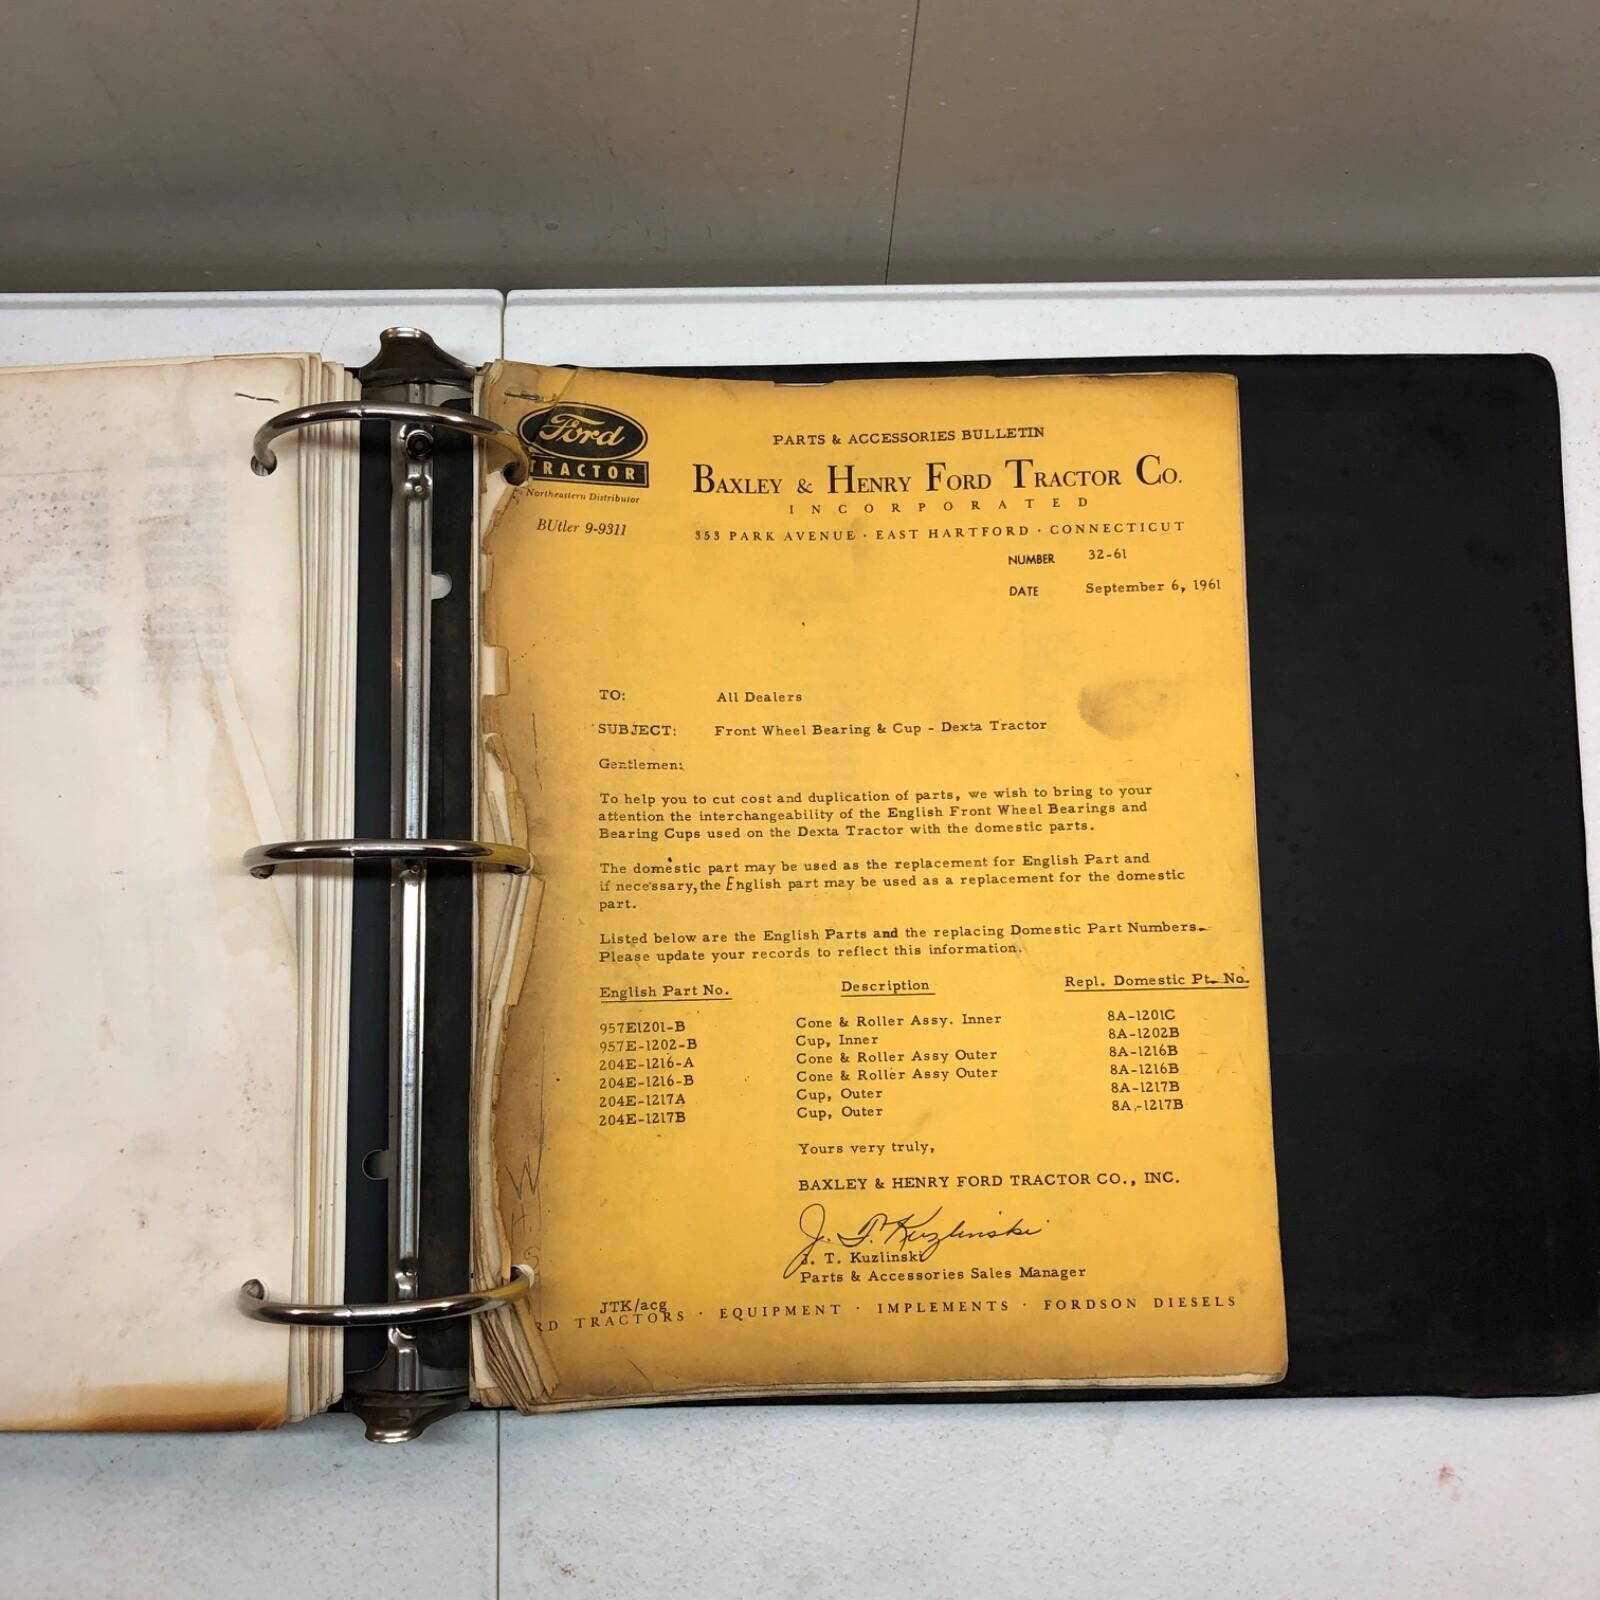 Ford
TRACTOR
Northeastern Distributor
BUtler 9-9311
PARTS & ACCESSORIES BULLETIN
BAXLEY & HENRY FORD TRACTOR CO.
INCORPORATED
353 PARK AVENUE · EAST HARTFORD · CONNECTICUT
NUMBER 32-61
DATE September 6, 1961
TO: All Dealers
SUBJECT: Front Wheel Bearing & Cup - Dexta Tractor
Gentlemen:
To help you to cut cost and duplication of parts, we wish to bring to your
attention the interchangeability of the English Front Wheel Bearings and
Bearing Cups used on the Dexta Tractor with the domestic parts.
The domestic part may be used as the replacement for English Part and
if necessary, the English part may be used as a replacement for the domestic
part.
Listed below are the English Parts and the replacing Domestic Part Numbers.
Please update your records to reflect this information.
English Part No. Description Repl. Domestic Pt. No.
957E1201-B Cone & Roller Assy. Inner 8A-1201C
957E-1202-B Cup, Inner 8A-1202B
204E-1216-A Cone & Roller Assy Outer 8A-1216B
204E-1216-B Cone & Roller Assy Outer 8A-1216B
204E-1217A Cup, Outer 8A-1217B
204E-1217B Cup, Outer 8A,-1217B
Yours very truly,
BAXLEY & HENRY FORD TRACTOR CO., INC.
J. T. Kuzlinski
J. T. Kuzlinski
Parts & Accessories Sales Manager
JTK/acg
RD TRACTORS · EQUIPMENT · IMPLEMENTS · FORDSON DIESELS
W
H.
S